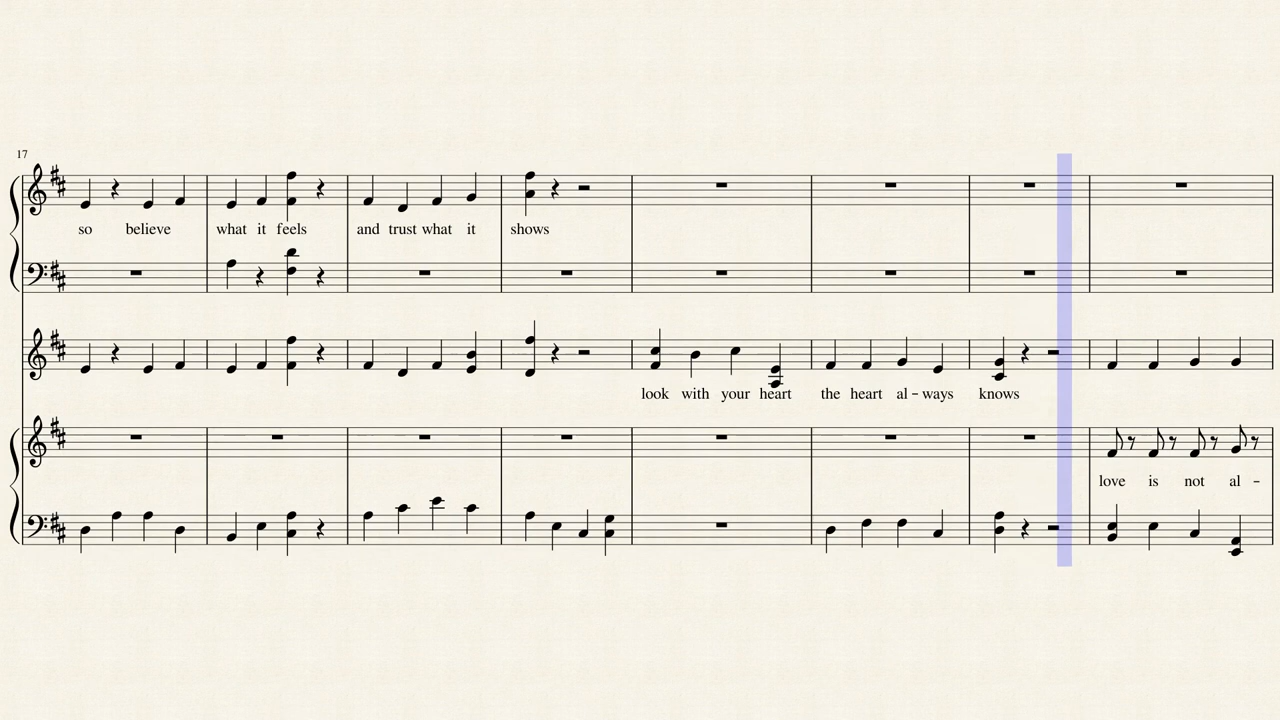 17
so believe what it feels and trust what it shows
look with your heart the heart al - ways knows
love is not al -